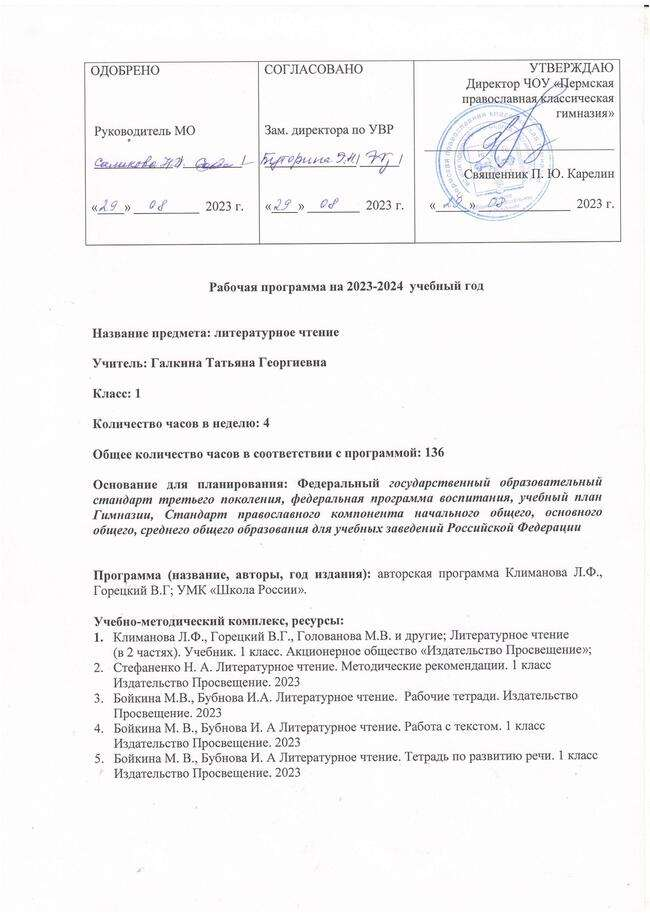 ОДОБРЕНО
Руководитель МО
«29» 08 2023 г.
СОГЛАСОВАНО
Зам. директора по УВР
«29» 08 2023 г.
УТВЕРЖДАЮ
Директор ЧОУ «Пермская
православная классическая
гимназия»
Священник П. Ю. Карелин
«29» 08 2023 г.
Рабочая программа на 2023-2024 учебный год
Название предмета: литературное чтение
Учитель: Галкина Татьяна Георгиевна
Класс: 1
Количество часов в неделю: 4
Общее количество часов в соответствии с программой: 136
Основание для планирования: Федеральный государственный образовательный
стандарт третьего поколения, федеральная программа воспитания, учебный план
Гимназии, Стандарт православного компонента начального общего, основного
общего, среднего общего образования для учебных заведений Российской Федерации
Программа (название, авторы, год издания): авторская программа Климанова Л.Ф.,
Горецкий В.Г; УМК «Школа России».
Учебно-методический комплекс, ресурсы:
1. Климанова Л.Ф., Горецкий В.Г., Голованова М.В. и другие; Литературное чтение
(в 2 частях). Учебник. 1 класс. Акционерное общество «Издательство Просвещение»;
2. Стефаненко Н. А. Литературное чтение. Методические рекомендации. 1 класс
Издательство Просвещение. 2023
3. Бойкина М.В., Бубнова И.А. Литературное чтение. Рабочие тетради. Издательство
Просвещение. 2023
4. Бойкина М. В., Бубнова И. А Литературное чтение. Работа с текстом. 1 класс
Издательство Просвещение. 2023
5. Бойкина М. В., Бубнова И. А Литературное чтение. Тетрадь по развитию речи. 1 класс
Издательство Просвещение. 2023